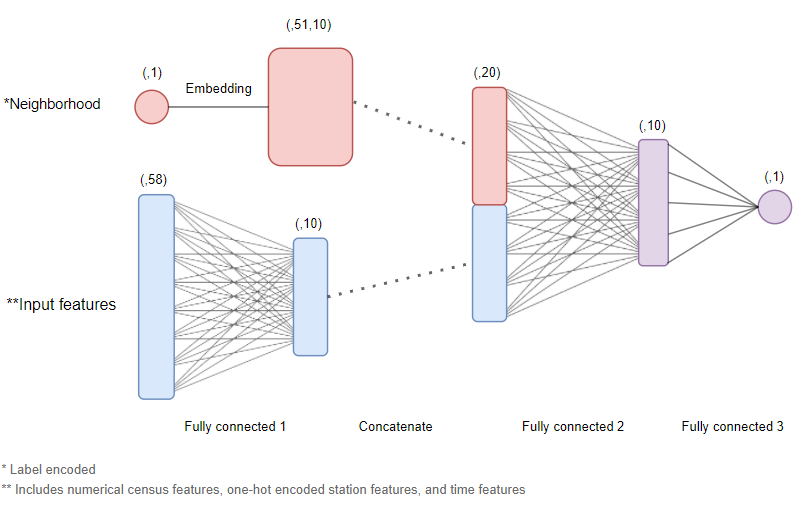 (,51,10)
(,1)
Embedding
(,20)
*Neighborhood
(,10)
(,58)
(,1)
(,10)
**Input features
Fully connected 1
Concatenate
Fully connected 2
Fully connected 3
* Label encoded
** Includes numerical census features, one-hot encoded station features, and time features